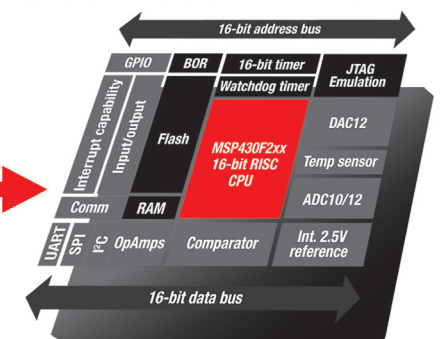 16-bit address bus
GPIO
BOR
16-bit timer
JTAG
Emulation
Watchdog timer
Interrupt capability
Input/output
Flash
MSP430F2xx
16-bit RISC
CPU
DAC12
Temp sensor
ADC10/12
Comm
RAM
UART
SPI
I²C
OpAmps
Comparator
Int. 2.5V
reference
16-bit data bus